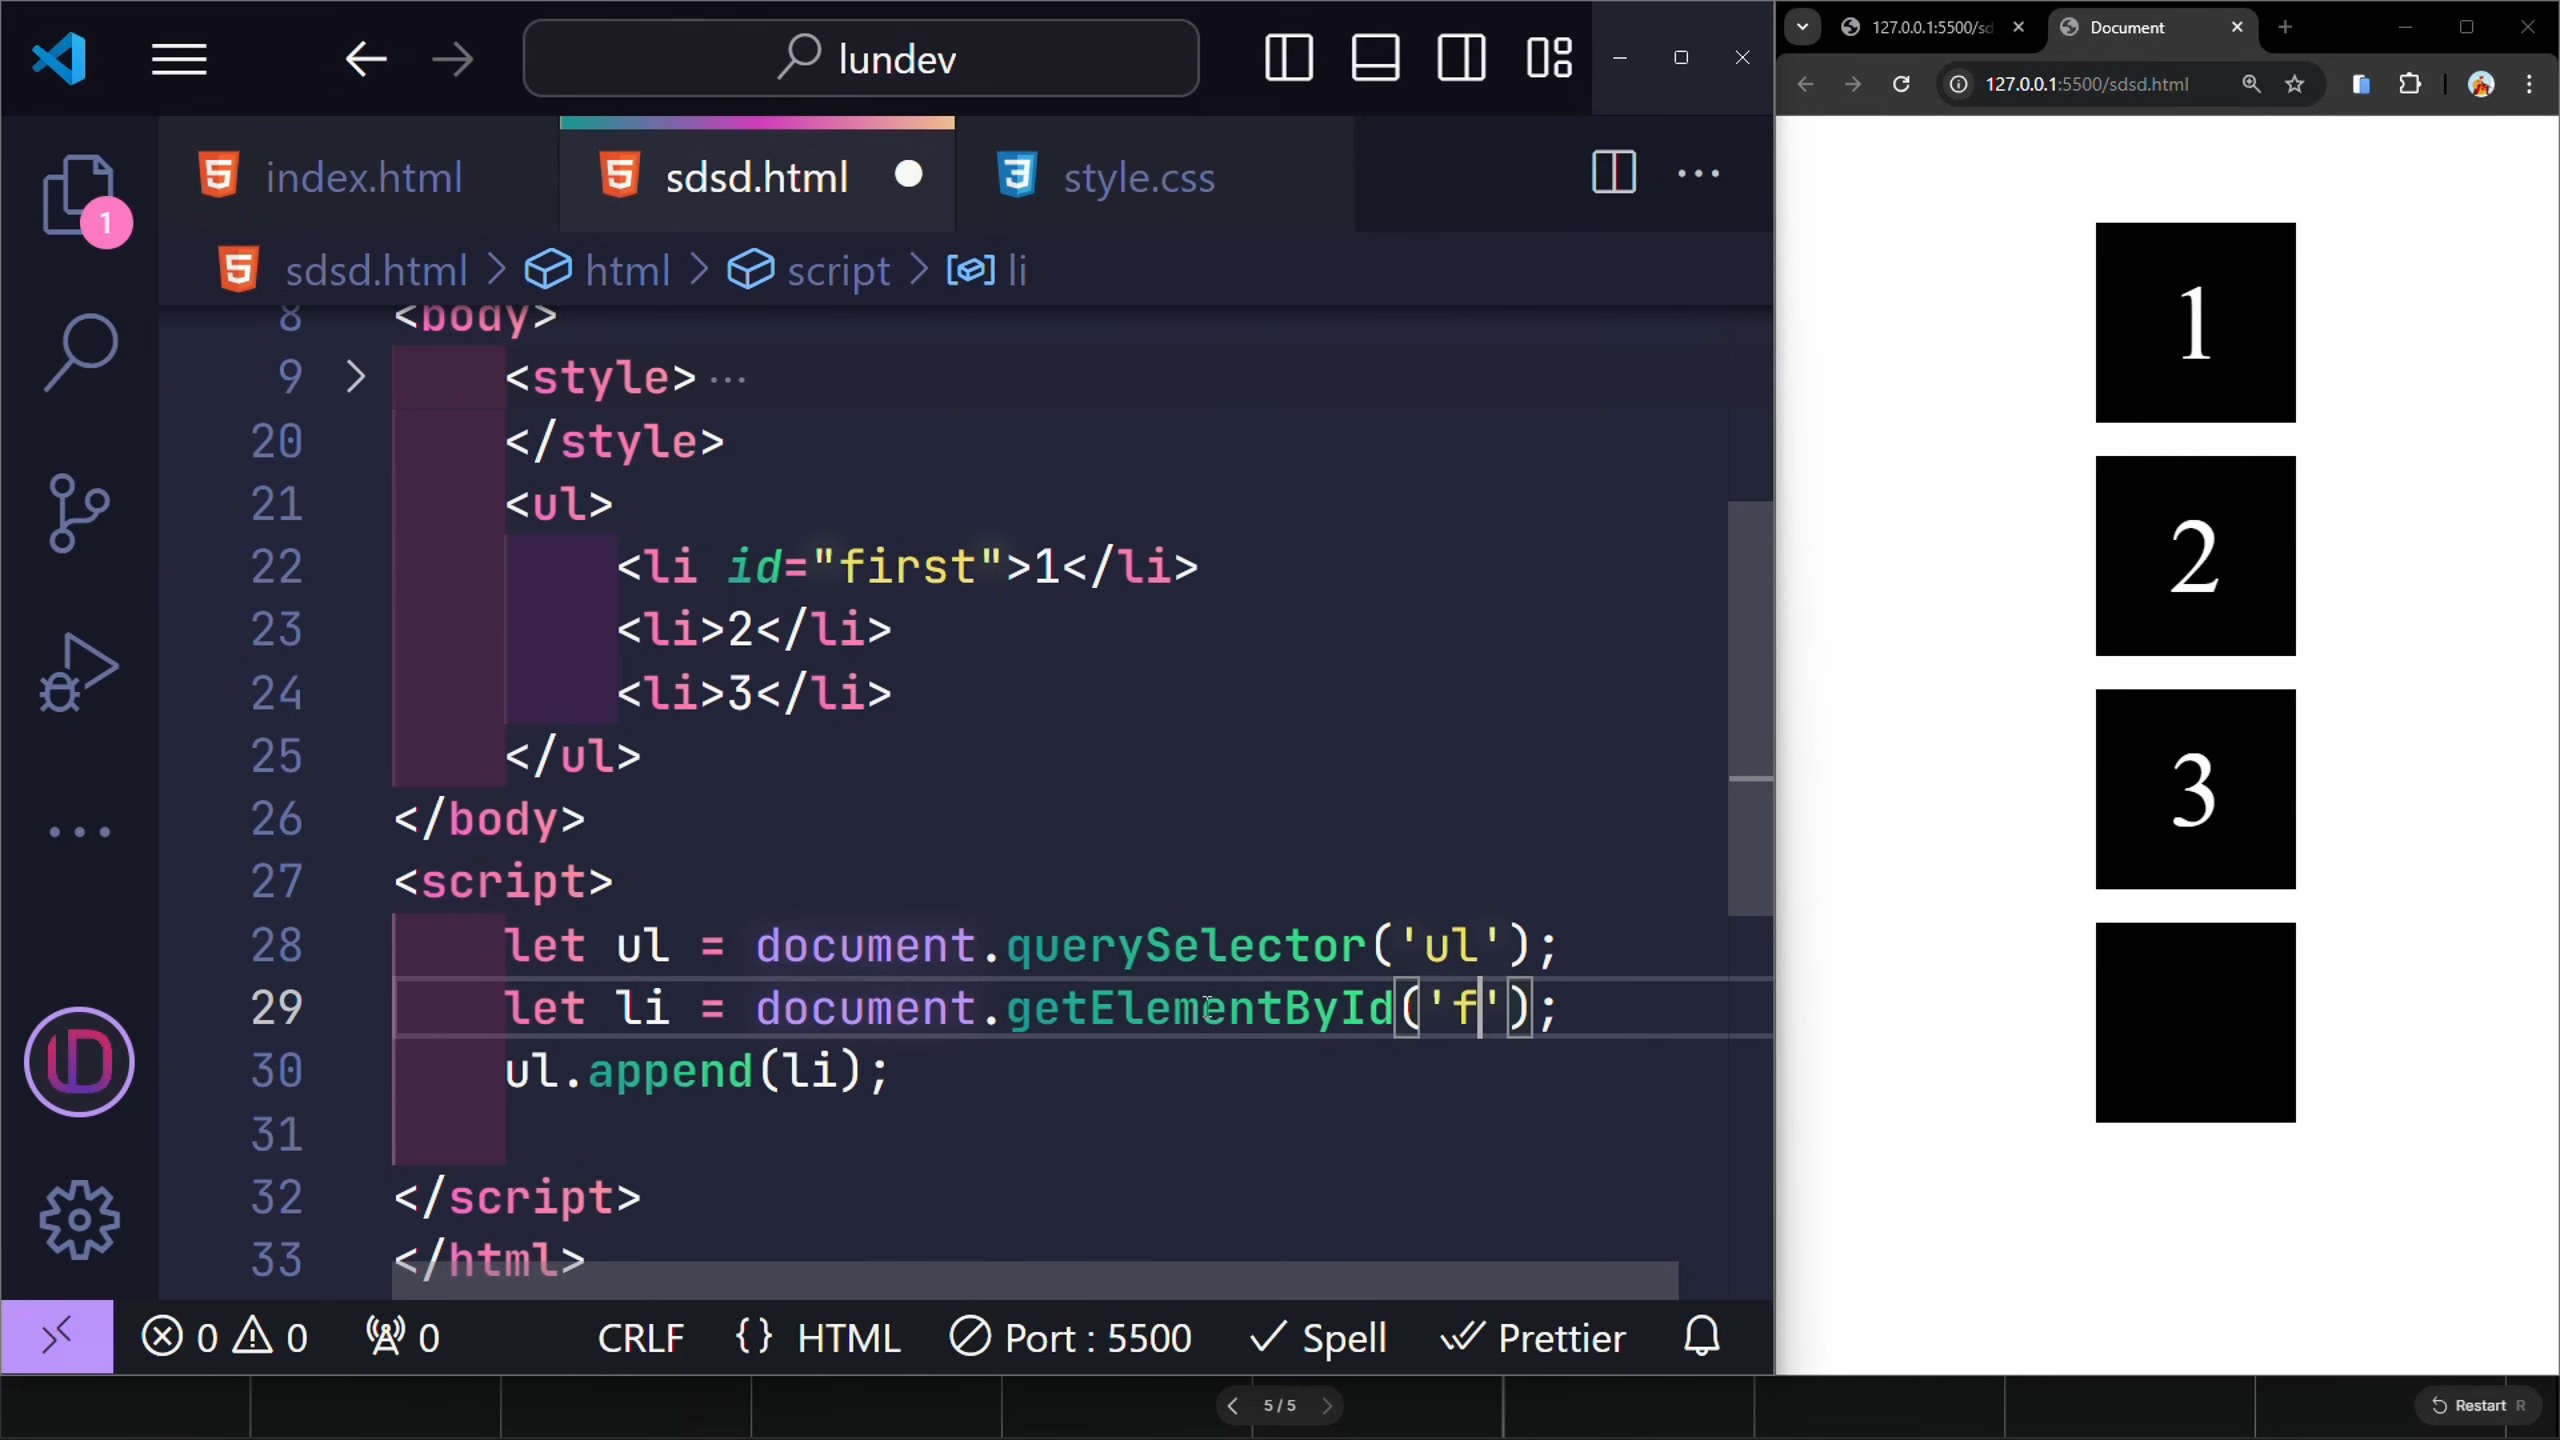 lundev
127.0.0.1:5500/sd
Document
127.0.0.1:5500/sdsd.html
index.html
sdsd.html
style.css
1
sdsd.html > html > script > li
8 <body>
9 <style> ...
20 </style>
21 <ul>
22 <li id="first">1</li>
23 <li>2</li>
24 <li>3</li>
25 </ul>
26 </body>
27 <script>
28 let ul = document.querySelector('ul');
29 let li = document.getElementById('f');
30 ul.append(li);
31
32 </script>
33 </html>
1
2
3
0 0 0 CRLF {} HTML Port : 5500 Spell Prettier
5 / 5
Restart R